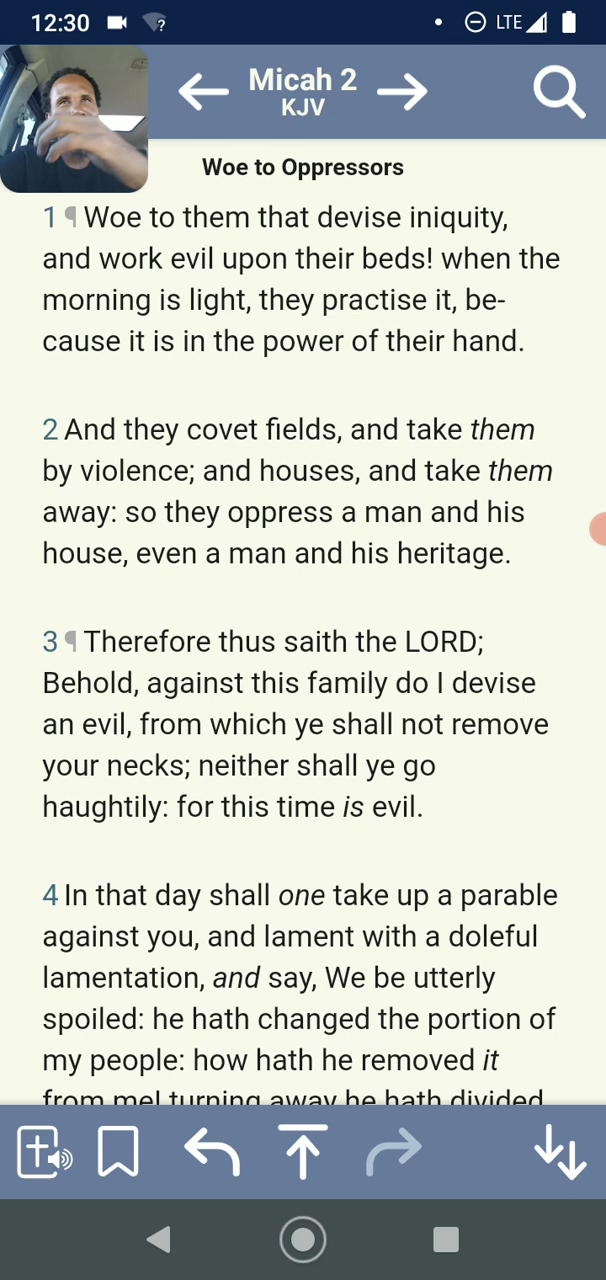 12:30
LTE
Micah 2
KJV
Woe to Oppressors
1 ¶ Woe to them that devise iniquity,
and work evil upon their beds! when the
morning is light, they practise it, be-
cause it is in the power of their hand.
2 And they covet fields, and take them
by violence; and houses, and take them
away: so they oppress a man and his
house, even a man and his heritage.
3 ¶ Therefore thus saith the LORD;
Behold, against this family do I devise
an evil, from which ye shall not remove
your necks; neither shall ye go
haughtily: for this time is evil.
4 In that day shall one take up a parable
against you, and lament with a doleful
lamentation, and say, We be utterly
spoiled: he hath changed the portion of
my people: how hath he removed it
from me! turning away he hath divided